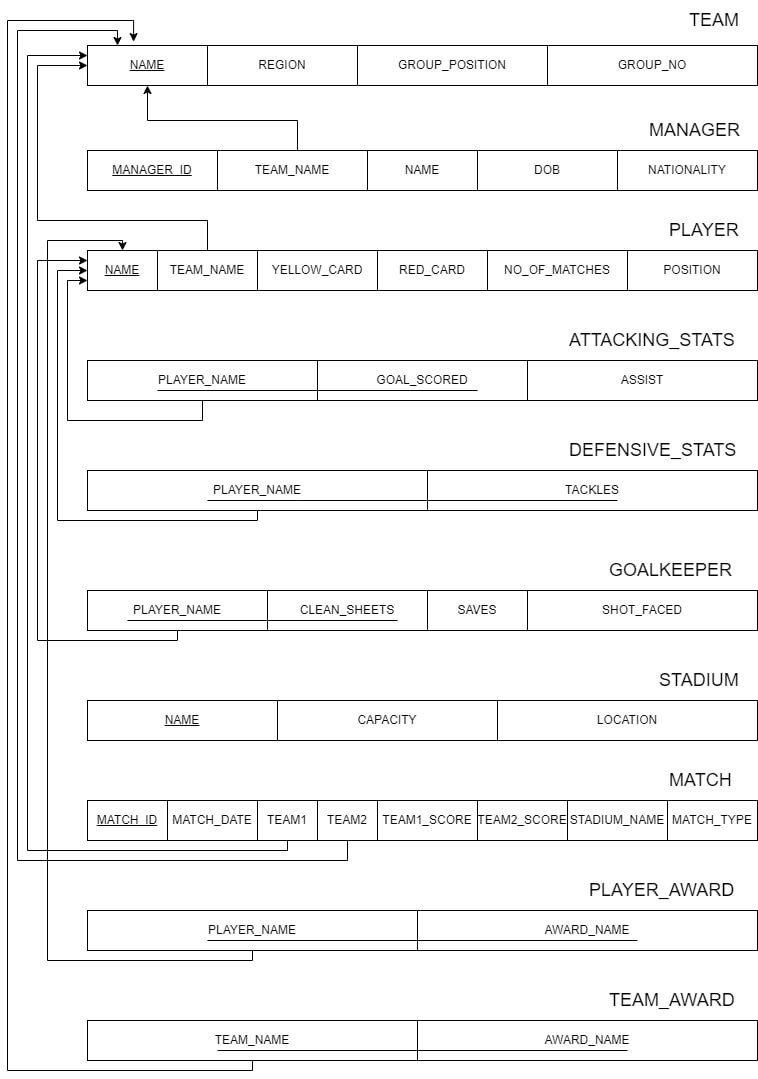 TEAM
NAME REGION GROUP_POSITION GROUP_NO
MANAGER
MANAGER_ID TEAM_NAME NAME DOB NATIONALITY
PLAYER
NAME TEAM_NAME YELLOW_CARD RED_CARD NO_OF_MATCHES POSITION
ATTACKING_STATS
PLAYER_NAME GOAL_SCORED ASSIST
DEFENSIVE_STATS
PLAYER_NAME TACKLES
GOALKEEPER
PLAYER_NAME CLEAN_SHEETS SAVES SHOT_FACED
STADIUM
NAME CAPACITY LOCATION
MATCH
MATCH_ID MATCH_DATE TEAM1 TEAM2 TEAM1_SCORE TEAM2_SCORE STADIUM_NAME MATCH_TYPE
PLAYER_AWARD
PLAYER_NAME AWARD_NAME
TEAM_AWARD
TEAM_NAME AWARD_NAME